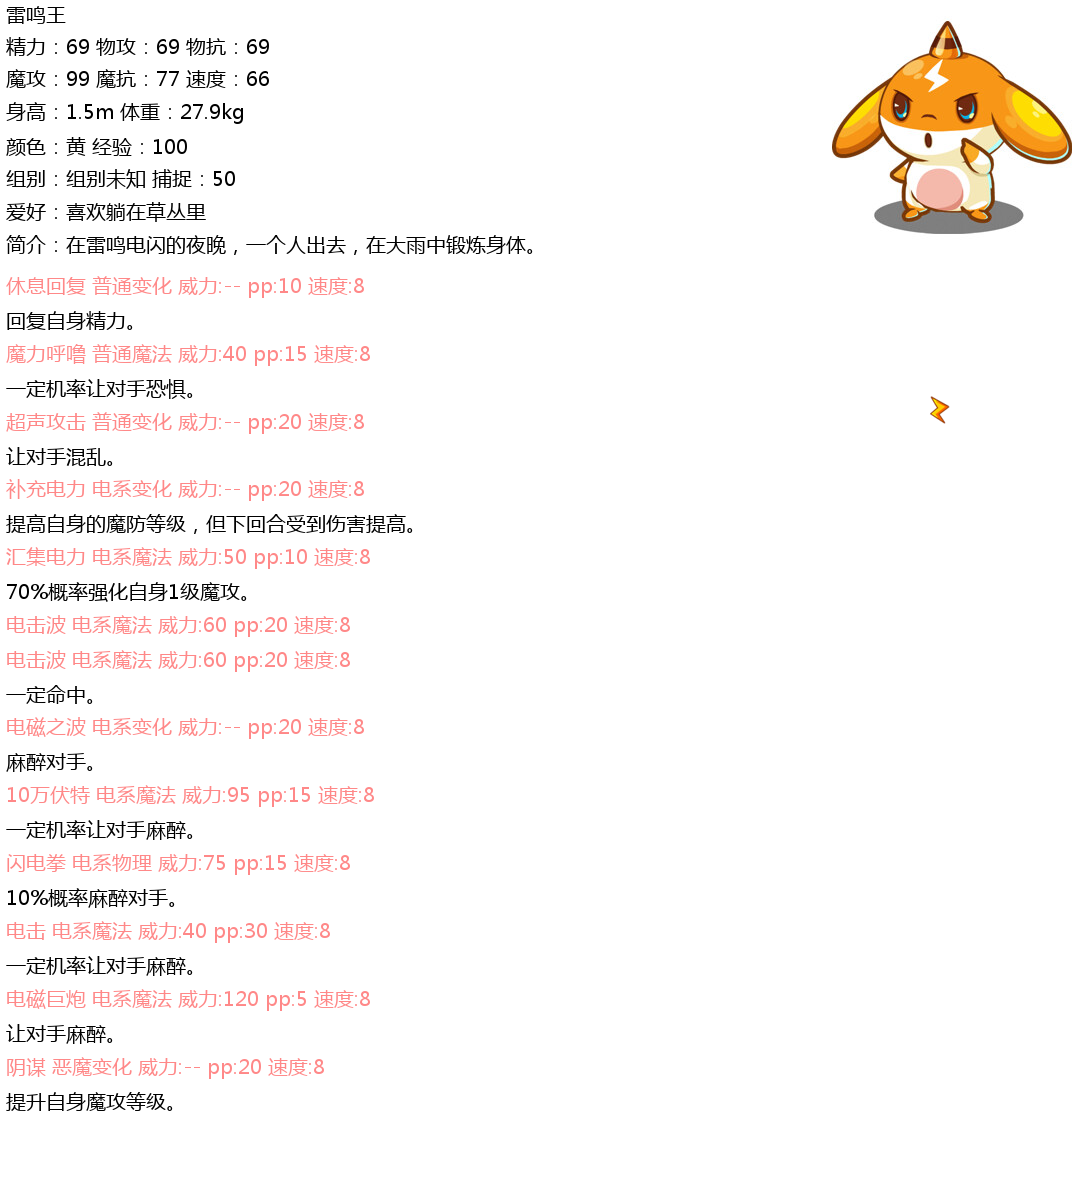 雷鸣王
精力：69 物攻：69 物抗：69
魔攻：99 魔抗：77 速度：66
身高：1.5m 体重：27.9kg
颜色：黄 经验：100
组别：组别未知 捕捉：50
爱好：喜欢躺在草丛里
简介：在雷鸣电闪的夜晚，一个人出去，在大雨中锻炼身体。
休息回复 普通变化 威力:-- pp:10 速度:8
回复自身精力。
魔力呼噜 普通魔法 威力:40 pp:15 速度:8
一定机率让对手恐惧。
超声攻击 普通变化 威力:-- pp:20 速度:8
让对手混乱。
补充电力 电系变化 威力:-- pp:20 速度:8
提高自身的魔防等级，但下回合受到伤害提高。
汇集电力 电系魔法 威力:50 pp:10 速度:8
70%概率强化自身1级魔攻。
电击波 电系魔法 威力:60 pp:20 速度:8
电击波 电系魔法 威力:60 pp:20 速度:8
一定命中。
电磁之波 电系变化 威力:-- pp:20 速度:8
麻醉对手。
10万伏特 电系魔法 威力:95 pp:15 速度:8
一定机率让对手麻醉。
闪电拳 电系物理 威力:75 pp:15 速度:8
10%概率麻醉对手。
电击 电系魔法 威力:40 pp:30 速度:8
一定机率让对手麻醉。
电磁巨炮 电系魔法 威力:120 pp:5 速度:8
让对手麻醉。
阴谋 恶魔变化 威力:-- pp:20 速度:8
提升自身魔攻等级。